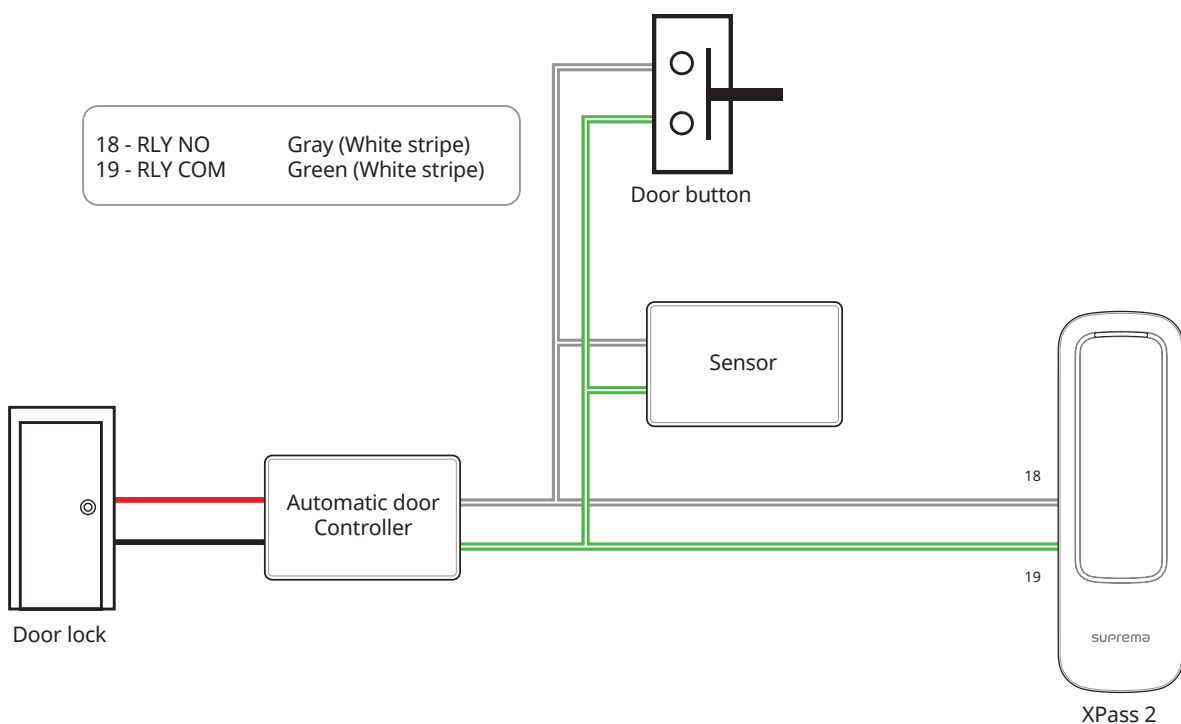 18 - RLY NO Gray (White stripe)
19 - RLY COM Green (White stripe)
Door button
Sensor
18
Automatic door
Controller
19
Door lock
suprema
XPass 2